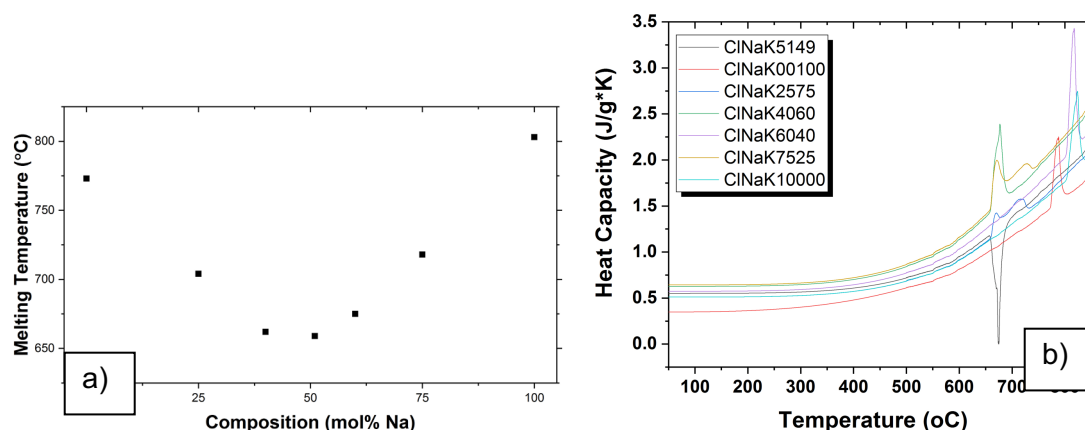 Melting Temperature (°C)
800
750
700
650
25
50
75
100
Composition (mol% Na)
a)
Heat Capacity (J/g*K)
3.5
3.0
2.5
2.0
1.5
1.0
0.5
0.0
ClNaK5149
ClNaK00100
ClNaK2575
ClNaK4060
ClNaK6040
ClNaK7525
ClNaK10000
100
200
300
400
500
600
700
800
Temperature (oC)
b)